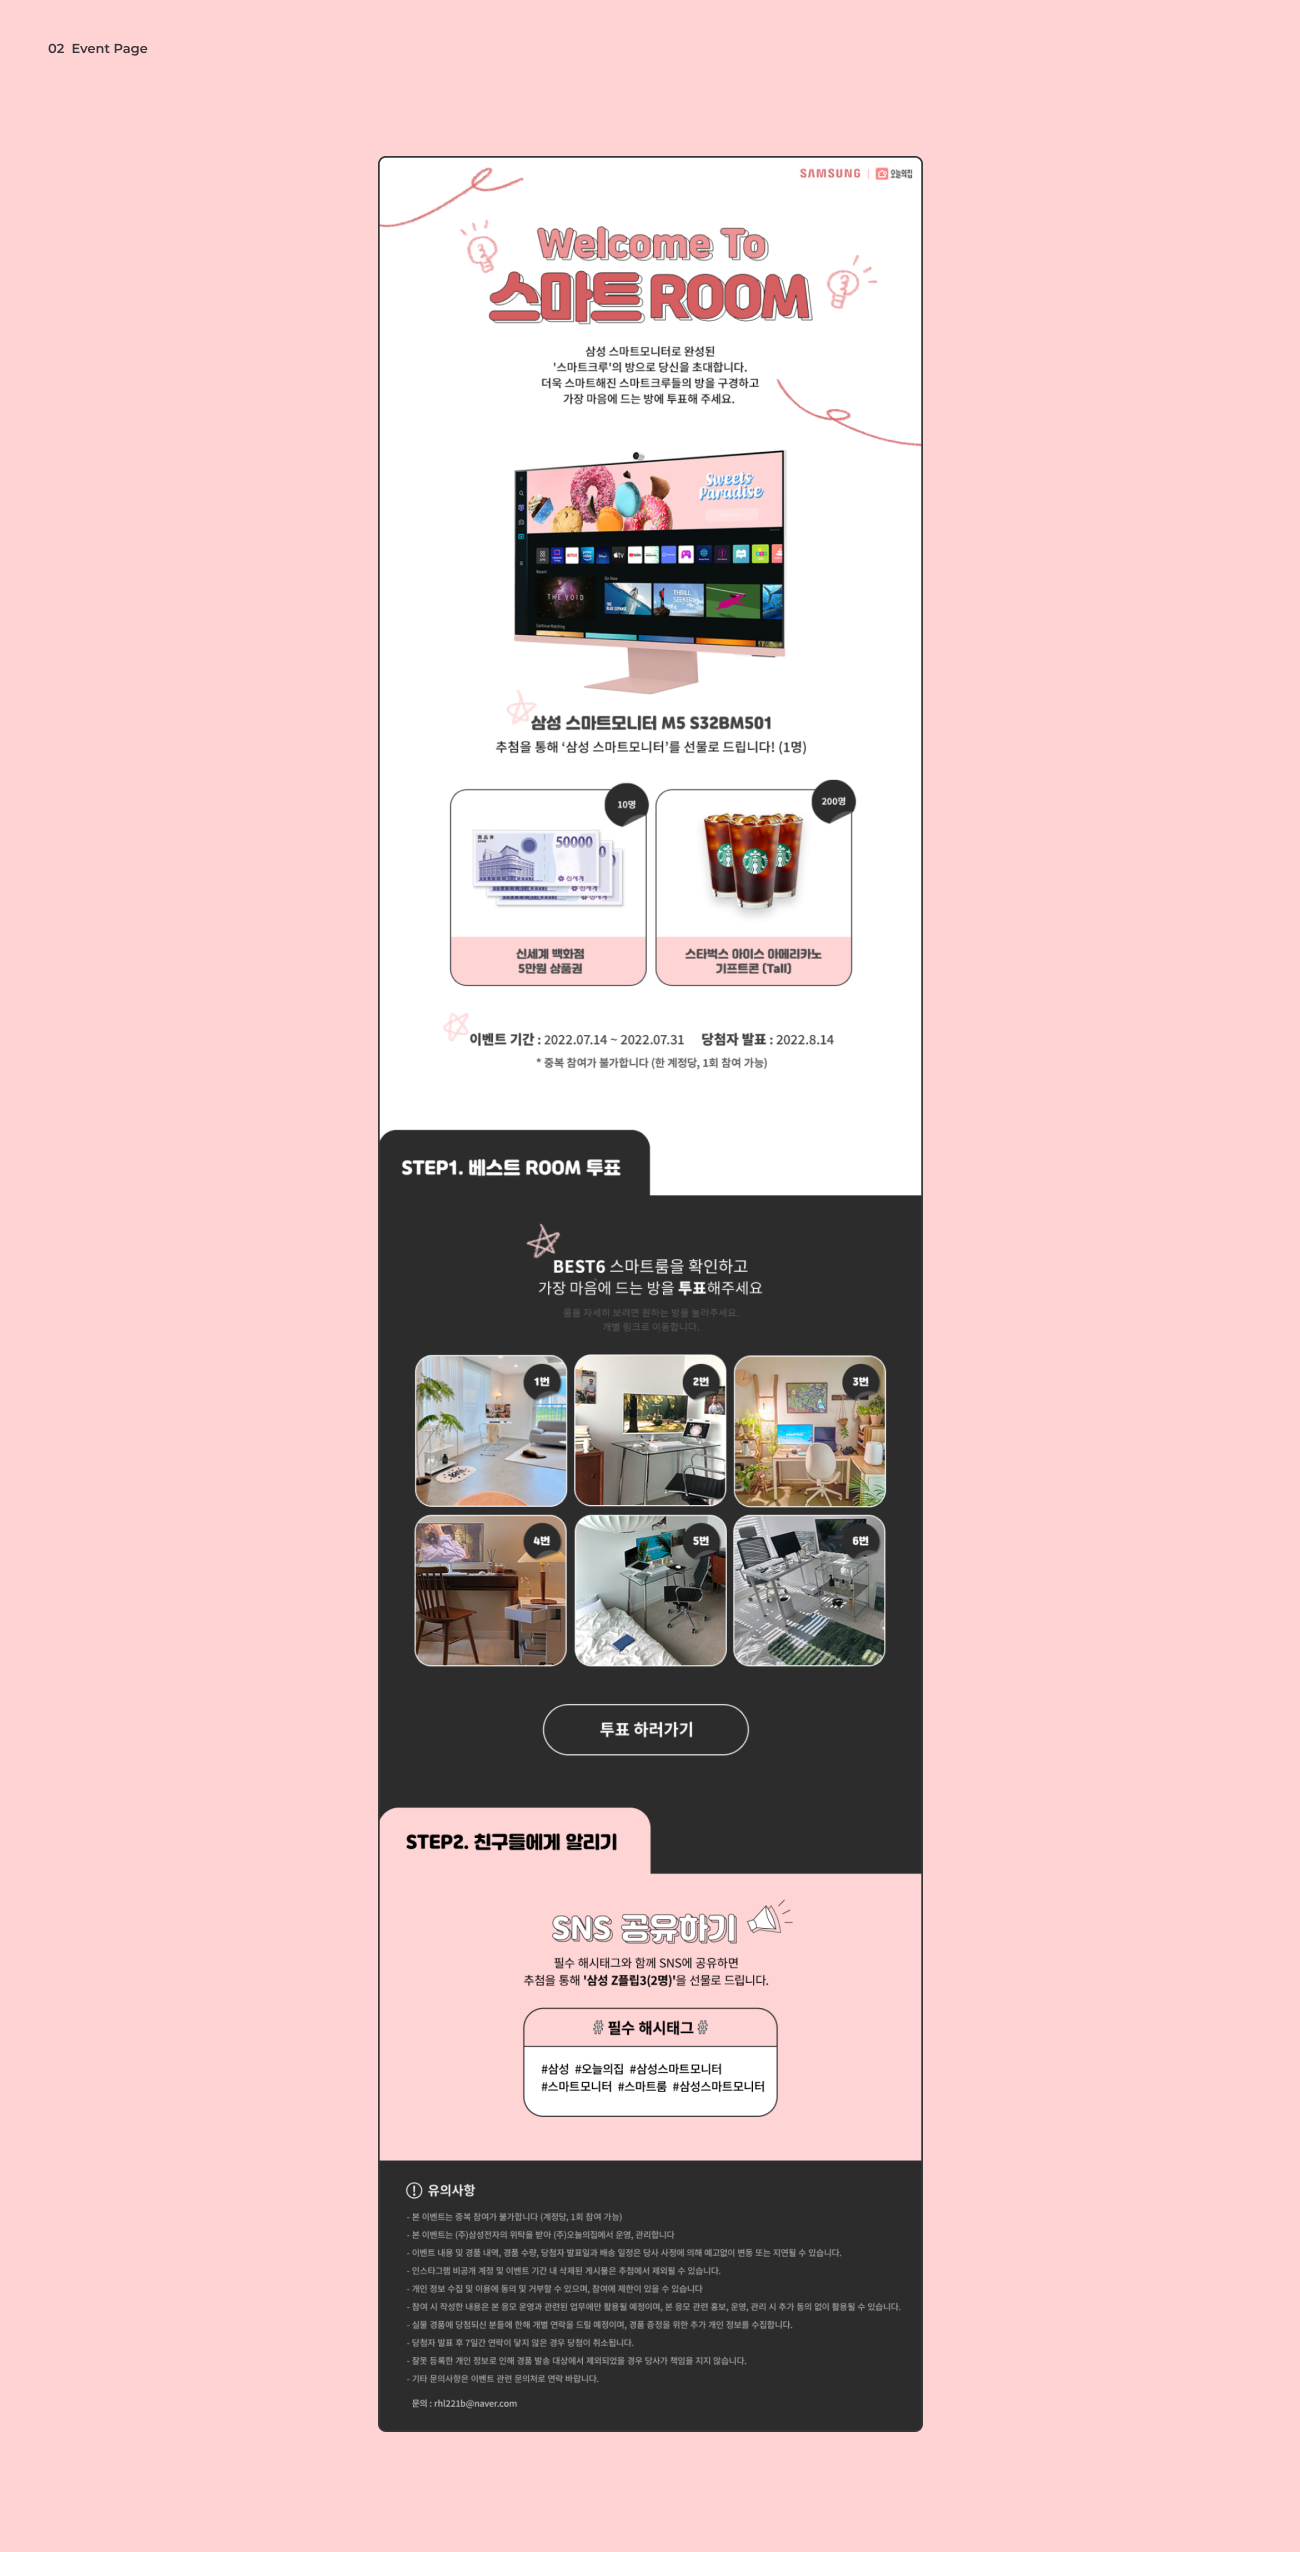 02 Event Page
SAMSUNG | 오늘의집
Welcome To
스마트 ROOM
삼성 스마트모니터로 완성된
'스마트크루'의 방으로 당신을 초대합니다.
더욱 스마트해진 스마트크루들의 방을 구경하고
가장 마음에 드는 방에 투표해 주세요.
Sweets
Paradise
THE VOID
THRILL
삼성 스마트모니터 M5 S32BM501
추첨을 통해 ‘삼성 스마트모니터’를 선물로 드립니다! (1명)
10명
200명
50000
신세계
신세계 백화점
5만원 상품권
스타벅스 아이스 아메리카노
기프트콘 (Tall)
이벤트 기간 : 2022.07.14 ~ 2022.07.31 당첨자 발표 : 2022.8.14
* 중복 참여가 불가합니다 (한 계정당, 1회 참여 가능)
STEP1. 베스트 ROOM 투표
BEST6 스마트룸을 확인하고
가장 마음에 드는 방을 투표해주세요
룸을 자세히 보려면 원하는 방을 눌러주세요.
개별 링크로 이동합니다.
1번
2번
3번
4번
5번
6번
투표 하러가기
STEP2. 친구들에게 알리기
SNS 공유하기
필수 해시태그와 함께 SNS에 공유하면
추첨을 통해 '삼성 Z플립3(2명)'을 선물로 드립니다.
# 필수 해시태그 #
#삼성 #오늘의집 #삼성스마트모니터
#스마트모니터 #스마트룸 #삼성스마트모니터
유의사항
- 본 이벤트는 중복 참여가 불가합니다 (계정당, 1회 참여 가능)
- 본 이벤트는 (주)삼성전자의 위탁을 받아 (주)오늘의집에서 운영, 관리합니다
- 이벤트 내용 및 경품 내역, 경품 수량, 당첨자 발표일과 배송 일정은 당사 사정에 의해 예고없이 변동 또는 지연될 수 있습니다.
- 인스타그램 비공개 계정 및 이벤트 기간 내 삭제된 게시물은 추첨에서 제외될 수 있습니다.
- 개인 정보 수집 및 이용에 동의 및 거부할 수 있으며, 참여에 제한이 있을 수 있습니다
- 참여 시 작성한 내용은 본 응모 운영과 관련된 업무에만 활용될 예정이며, 본 응모 관련 홍보, 운영, 관리 시 추가 동의 없이 활용될 수 있습니다.
- 실물 경품에 당첨되신 분들에 한해 개별 연락을 드릴 예정이며, 경품 증정을 위한 추가 개인 정보를 수집합니다.
- 당첨자 발표 후 7일간 연락이 닿지 않은 경우 당첨이 취소됩니다.
- 잘못 등록한 개인 정보로 인해 경품 발송 대상에서 제외되었을 경우 당사가 책임을 지지 않습니다.
- 기타 문의사항은 이벤트 관련 문의처로 연락 바랍니다.
문의 : rhl221b@naver.com